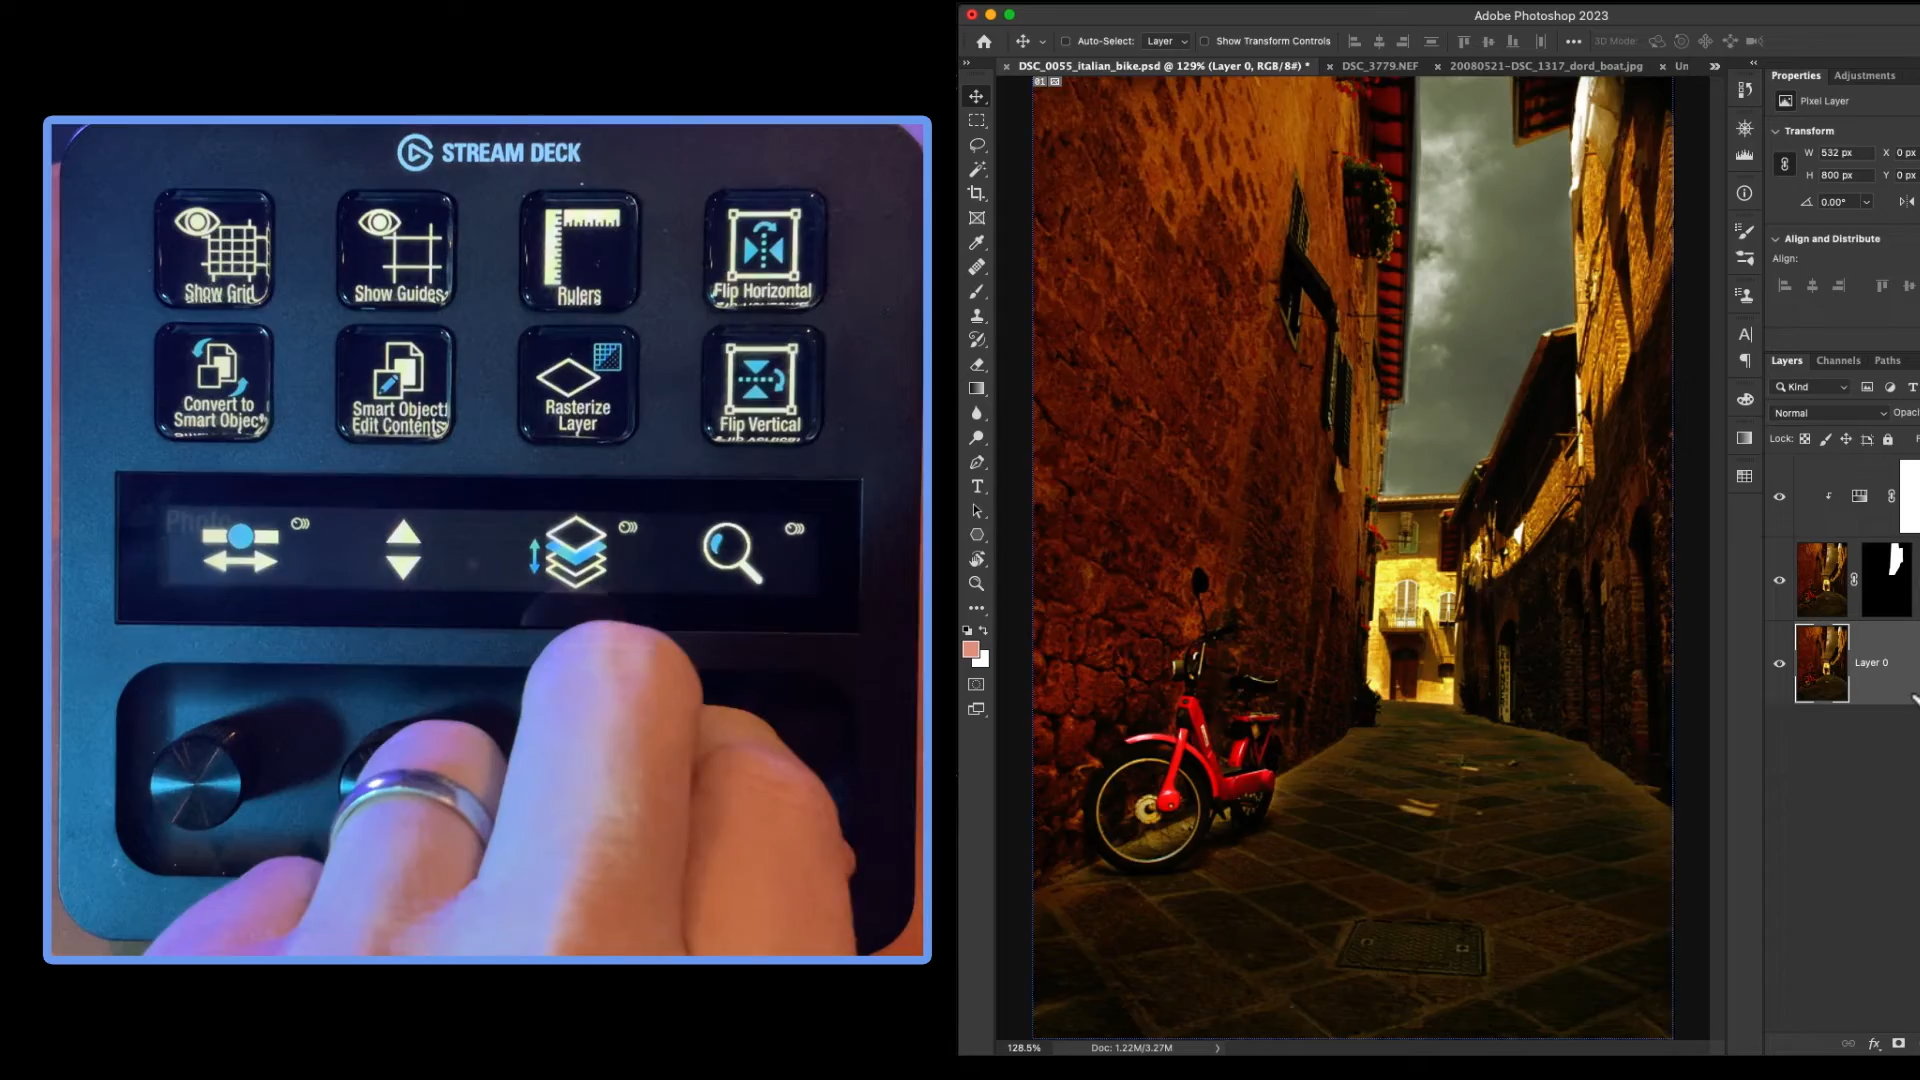 STREAM DECK
Show Grid
Show Guides
Rulers
Flip Horizontal
Convert to
Smart Object
Smart Object
Edit Contents
Rasterize
Layer
Flip Vertical
Adobe Photoshop 2023
Auto-Select: Layer Show Transform Controls 3D Mode:
DSC_0055_italian_bike.psd @ 129% (Layer 0, RGB/8#) * DSC_3779.NEF 20080521-DSC_1317_dord_boat.jpg Un
01
Properties Adjustments
Pixel Layer
Transform
W 532 px X 0 px
H 800 px Y 0 px
0.00°
Align and Distribute
Align:
Layers Channels Paths
Kind
Normal Opaci
Lock:
Layer 0
128.5% Doc: 1.22M/3.27M
fx